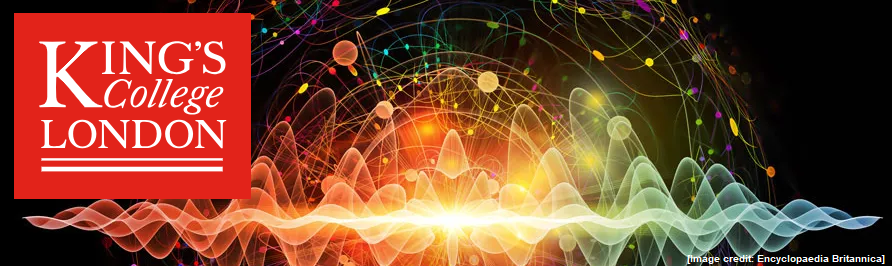 KING'S
College
LONDON
[Image credit: Encyclopaedia Britannica]